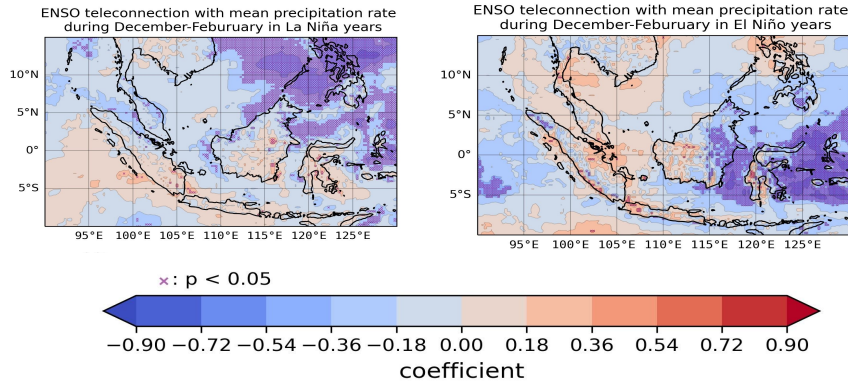 ENSO teleconnection with mean precipitation rate
during December-Feburuary in La Niña years
10°N
5°N
0°
5°S
95°E 100°E 105°E 110°E 115°E 120°E 125°E
ENSO teleconnection with mean precipitation rate
during December-Feburuary in El Niño years
10°N
5°N
0°
5°S
95°E 100°E 105°E 110°E 115°E 120°E 125°E
×: p < 0.05
−0.90 −0.72 −0.54 −0.36 −0.18 0.00 0.18 0.36 0.54 0.72 0.90
coefficient